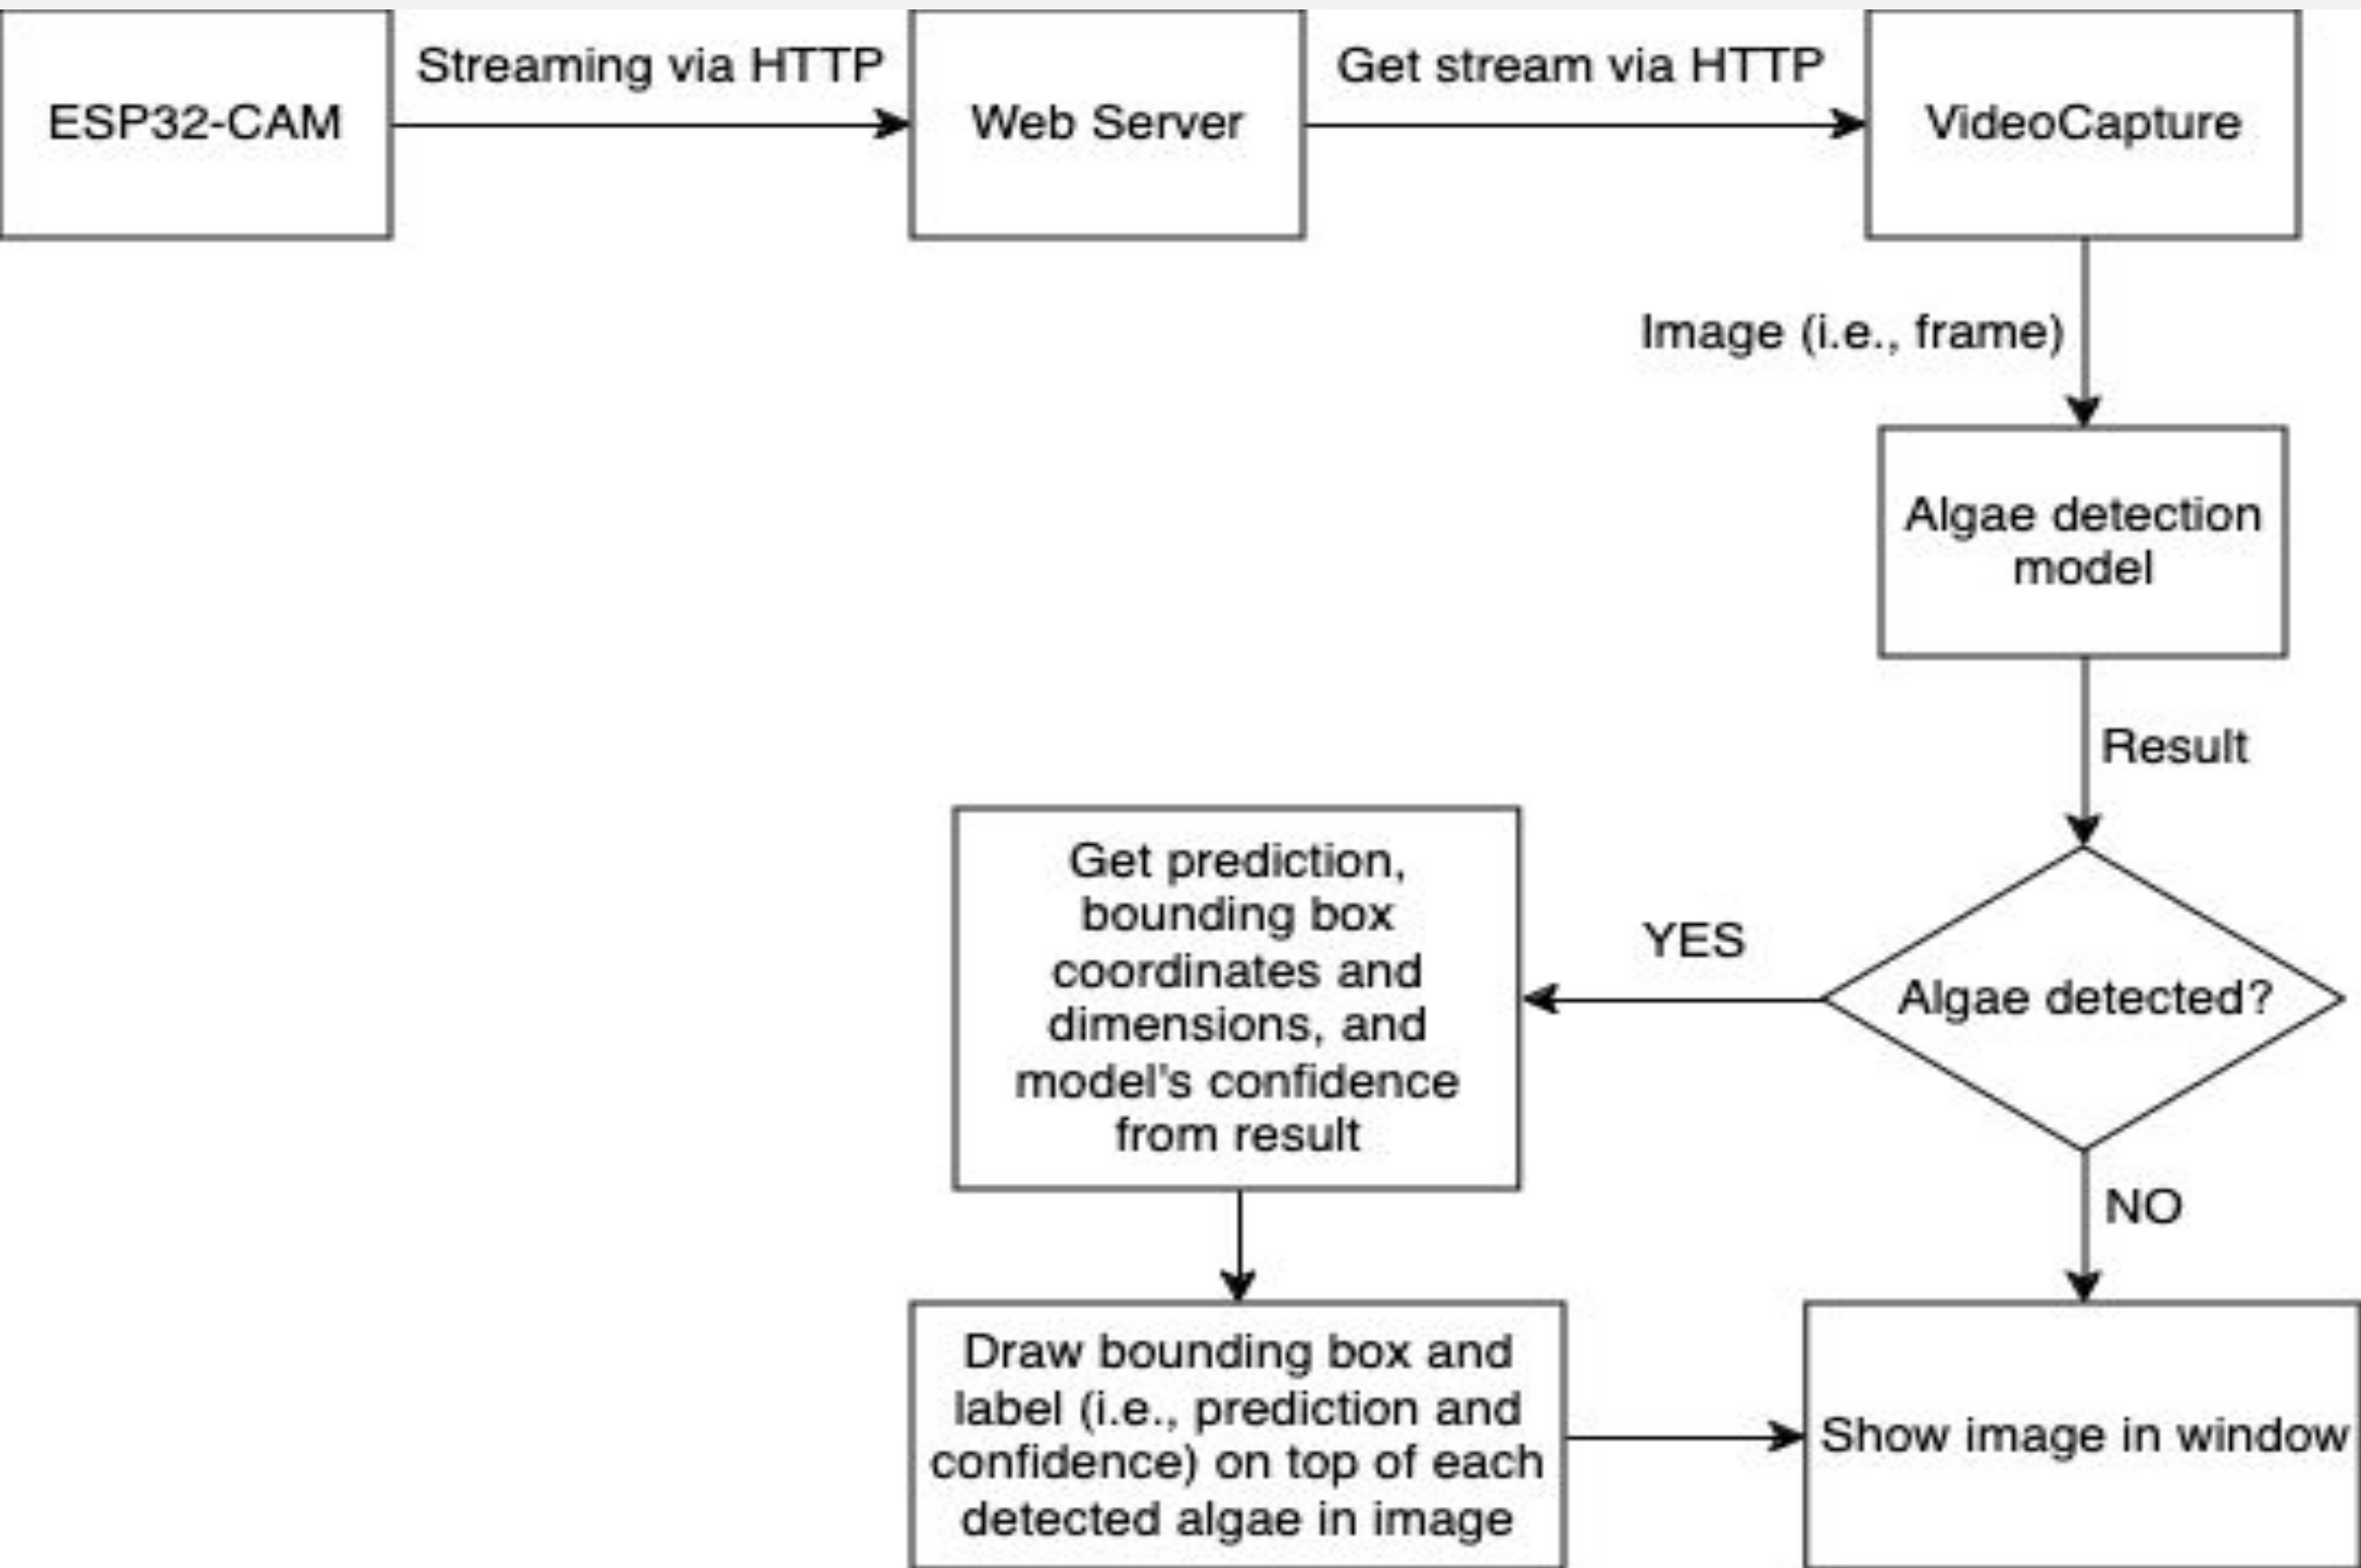 ESP32-CAM
Streaming via HTTP
Web Server
Get stream via HTTP
VideoCapture
Image (i.e., frame)
Algae detection
model
Result
Algae detected?
YES
Get prediction,
bounding box
coordinates and
dimensions, and
model's confidence
from result
NO
Draw bounding box and
label (i.e., prediction and
confidence) on top of each
detected algae in image
Show image in window